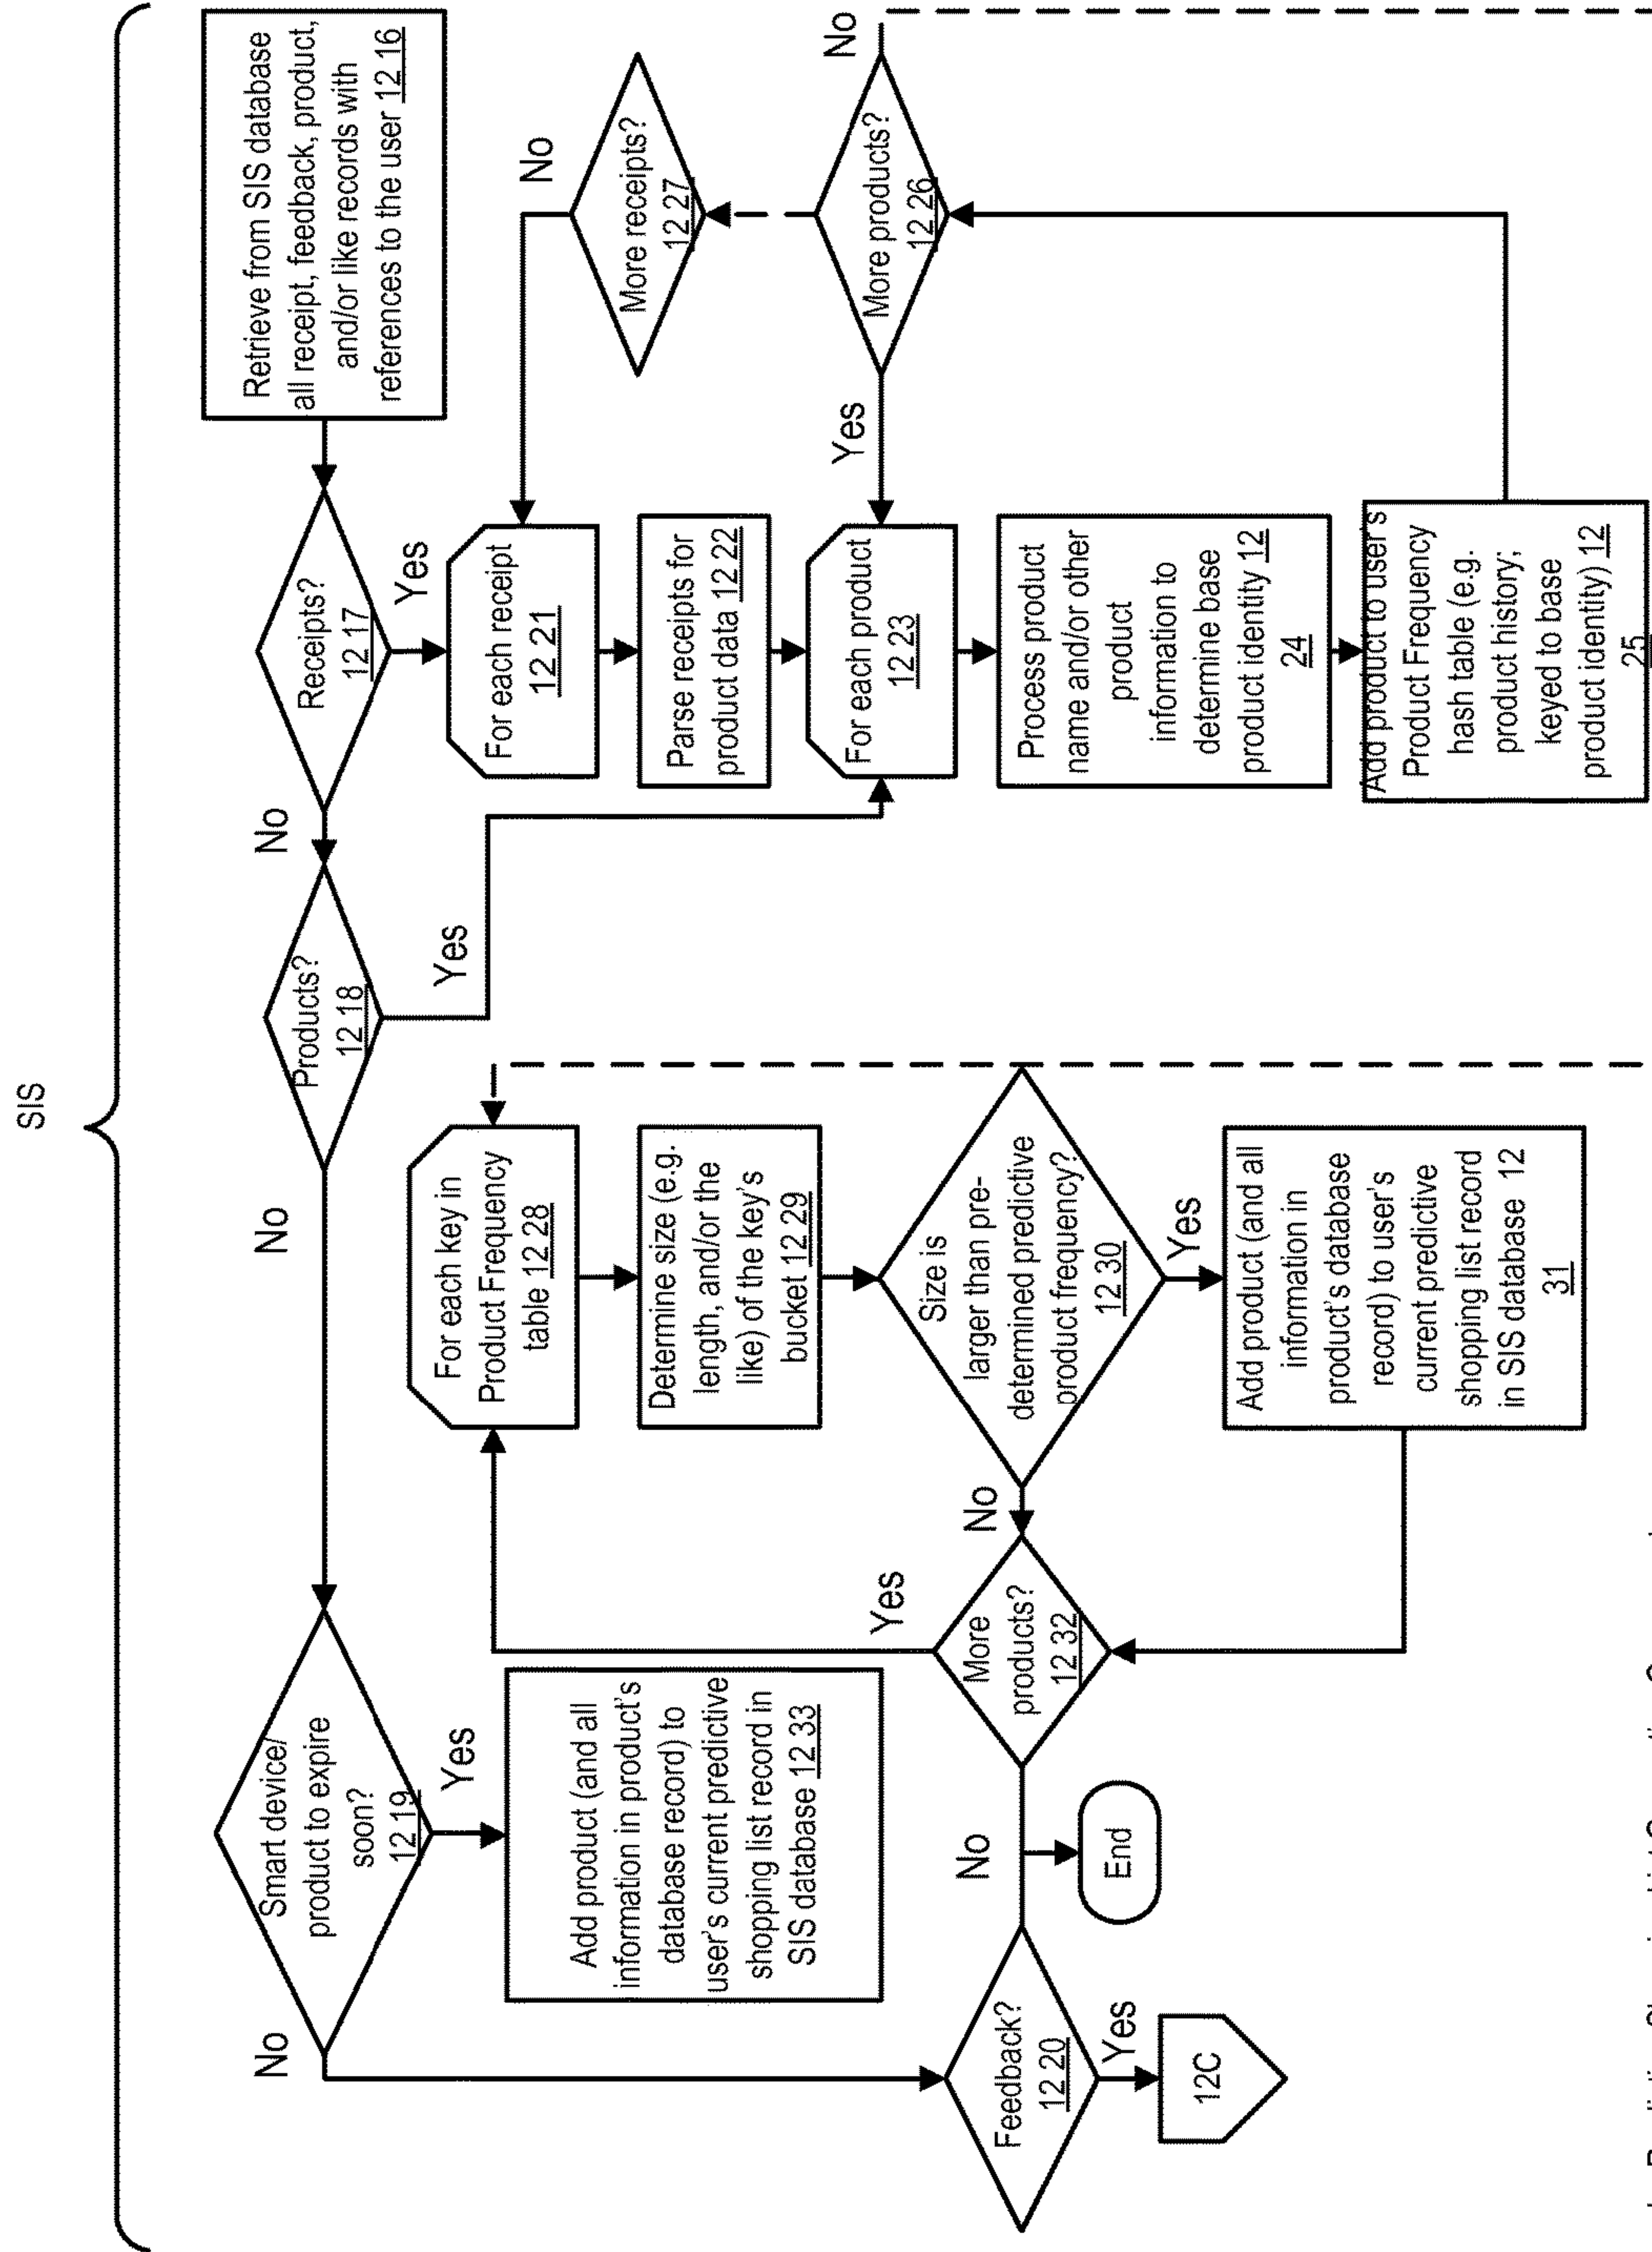 SIS
Retrieve from SIS database
all receipt, feedback, product,
and/or like records with
references to the user 12 16
Receipts?
12 17
No
Yes
Products?
12 18
No
Yes
Smart device/
product to expire
soon?
12 19
No
Yes
Add product (and all
information in product's
database record) to
user's current predictive
shopping list record in
SIS database 12 33
Feedback?
12 20
No
Yes
12C
End
For each receipt
12 21
Parse receipts for
product data 12 22
For each product
12 23
Process product
name and/or other
product
information to
determine base
product identity 12
24
Add product to user's
Product Frequency
hash table (e.g.
product history;
keyed to base
product identity) 12
25
More products?
12 26
Yes
No
More receipts?
12 27
No
For each key in
Product Frequency
table 12 28
Determine size (e.g.
length, and/or the
like) of the key's
bucket 12 29
Size is
larger than pre-
determined predictive
product frequency?
12 30
No
Yes
Add product (and all
information in
product's database
record) to user's
current predictive
shopping list record
in SIS database 12
31
More
products?
12 32
Yes